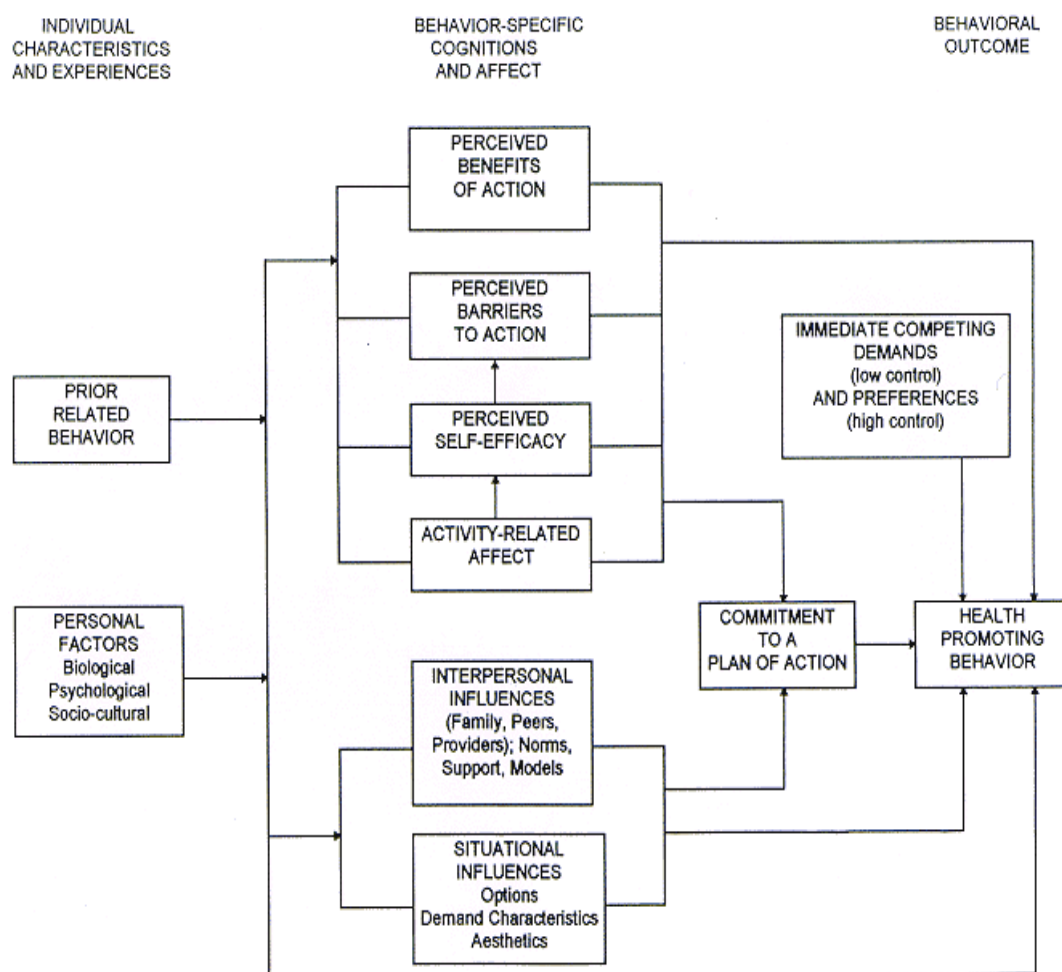 INDIVIDUAL
CHARACTERISTICS
AND EXPERIENCES
BEHAVIOR-SPECIFIC
COGNITIONS
AND AFFECT
BEHAVIORAL
OUTCOME
PERCEIVED
BENEFITS
OF ACTION
PERCEIVED
BARRIERS
TO ACTION
IMMEDIATE COMPETING
DEMANDS
(low control)
AND PREFERENCES
(high control)
PRIOR
RELATED
BEHAVIOR
PERCEIVED
SELF-EFFICACY
ACTIVITY-RELATED
AFFECT
PERSONAL
FACTORS
Biological
Psychological
Socio-cultural
COMMITMENT
TO A
PLAN OF ACTION
HEALTH
PROMOTING
BEHAVIOR
INTERPERSONAL
INFLUENCES
(Family, Peers,
Providers); Norms,
Support, Models
SITUATIONAL
INFLUENCES
Options
Demand Characteristics
Aesthetics